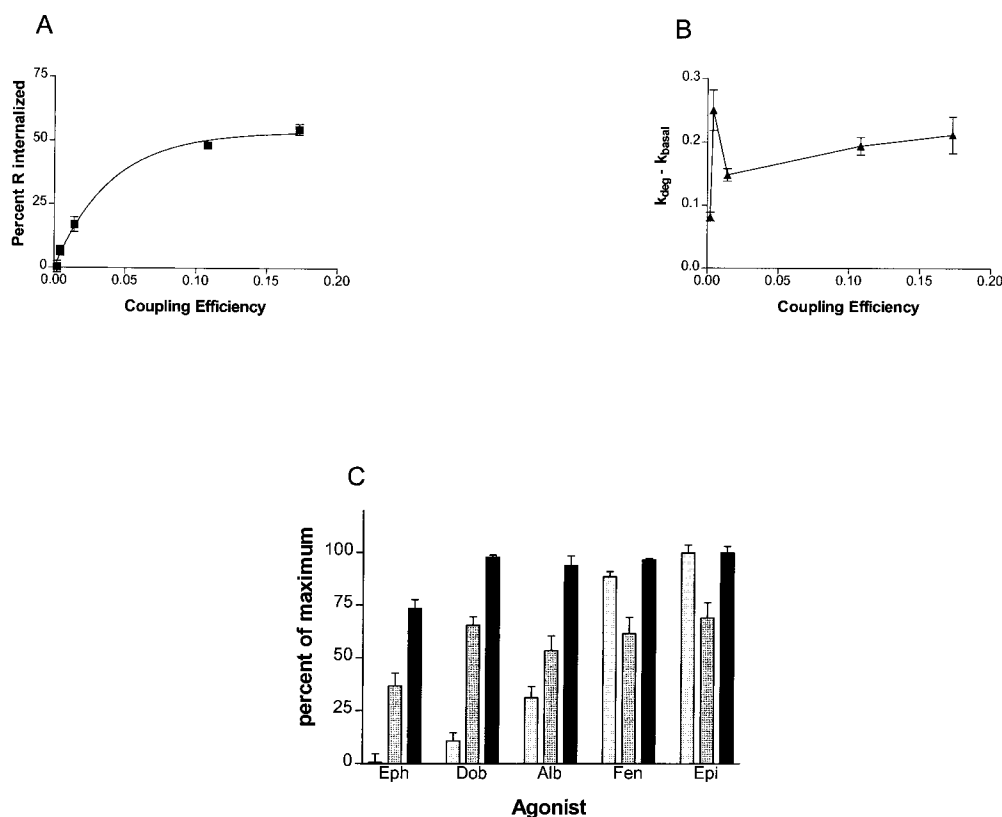 A
75
50
25
0
Percent R internalized
0.00 0.05 0.10 0.15 0.20
Coupling Efficiency
B
0.3
0.2
0.1
0.0
kdeg - kbasal
0.00 0.05 0.10 0.15 0.20
Coupling Efficiency
C
100
75
50
25
0
percent of maximum
Eph Dob Alb Fen Epi
Agonist